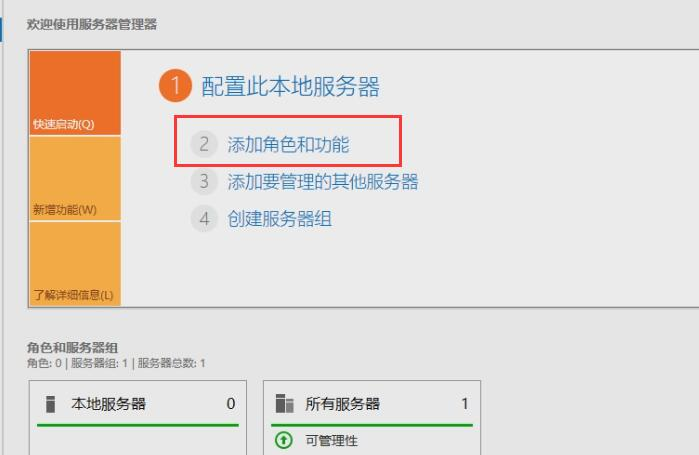 欢迎使用服务器管理器
快速启动(Q)
新增功能(W)
了解详细信息(L)
1 配置此本地服务器
2 添加角色和功能
3 添加要管理的其他服务器
4 创建服务器组
角色和服务器组
角色: 0 | 服务器组: 1 | 服务器总数: 1
本地服务器 0
所有服务器 1
可管理性